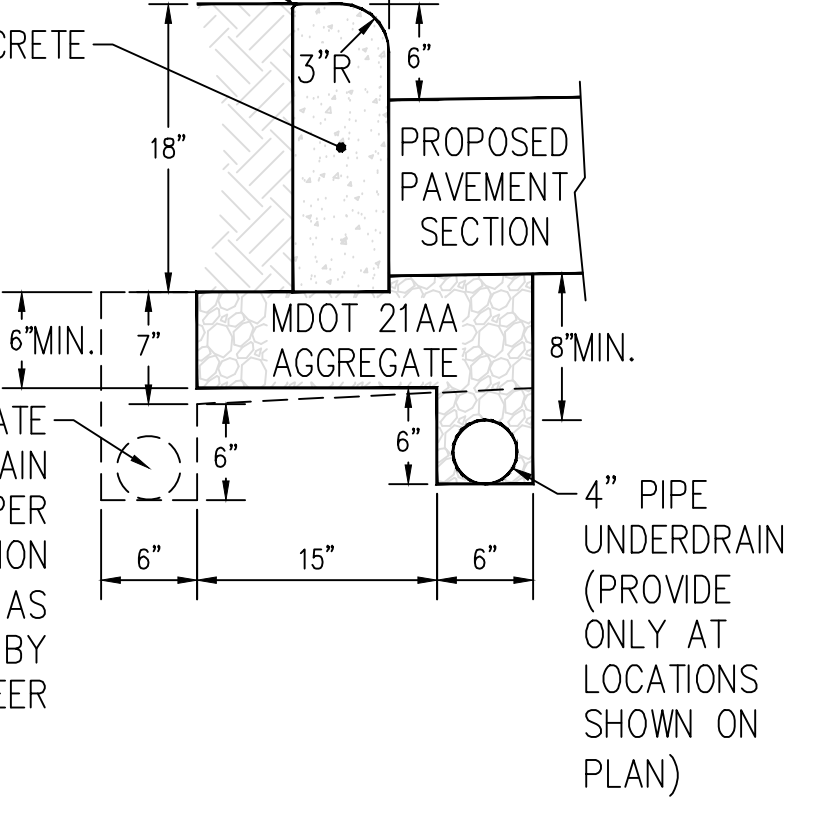 CRETE
3"R
6"
18"
PROPOSED
PAVEMENT
SECTION
6"MIN.
7"
MDOT 21AA
AGGREGATE
8"MIN.
ATE
AIN
PER
ION
AS
BY
EER
6"
6"
4" PIPE
UNDERDRAIN
(PROVIDE
ONLY AT
LOCATIONS
SHOWN ON
PLAN)
6"
15"
6"